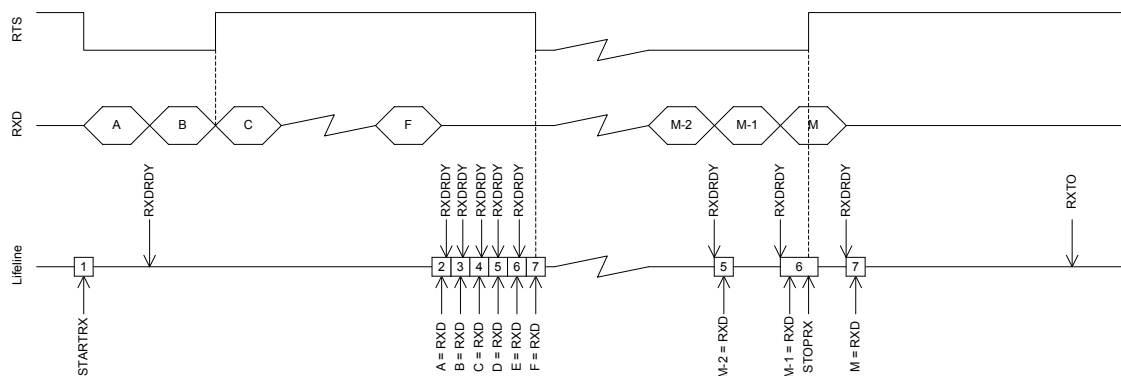 RTS
RXD
A B C F M-2 M-1 M
RXDRDY RXDRDY RXDRDY RXDRDY RXDRDY RXDRDY RXDRDY RXDRDY RXDRDY RXTO
Lifeline
1 2 3 4 5 6 7 5 6 7
STARTRX A = RXD B = RXD C = RXD D = RXD E = RXD F = RXD M-2 = RXD M-1 = RXD STOPRX M = RXD